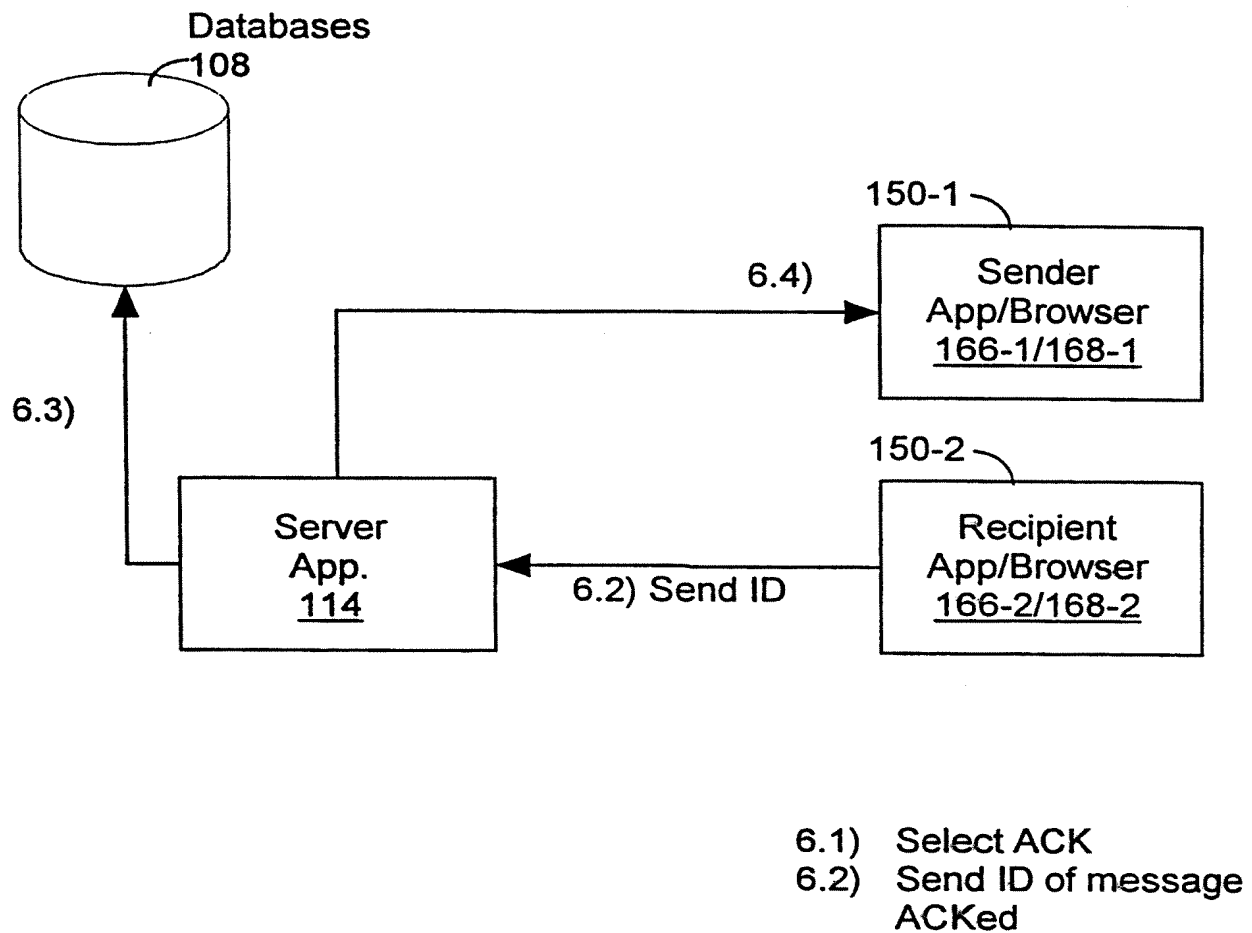 Databases
108
150-1
6.4)
Sender
App/Browser
166-1/168-1
6.3)
150-2
Server
App.
114
6.2) Send ID
Recipient
App/Browser
166-2/168-2
6.1) Select ACK
6.2) Send ID of message
ACKed